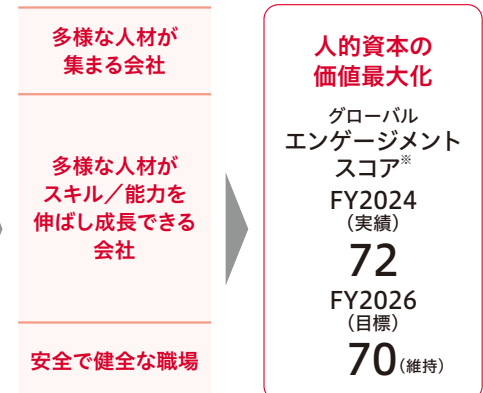 多様な人材が
集まる会社
多様な人材が
スキル／能力を
伸ばし成長できる
会社
安全で健全な職場
人的資本の
価値最大化
グローバル
エンゲージメント
スコア※
FY2024
（実績）
72
FY2026
（目標）
70（維持）